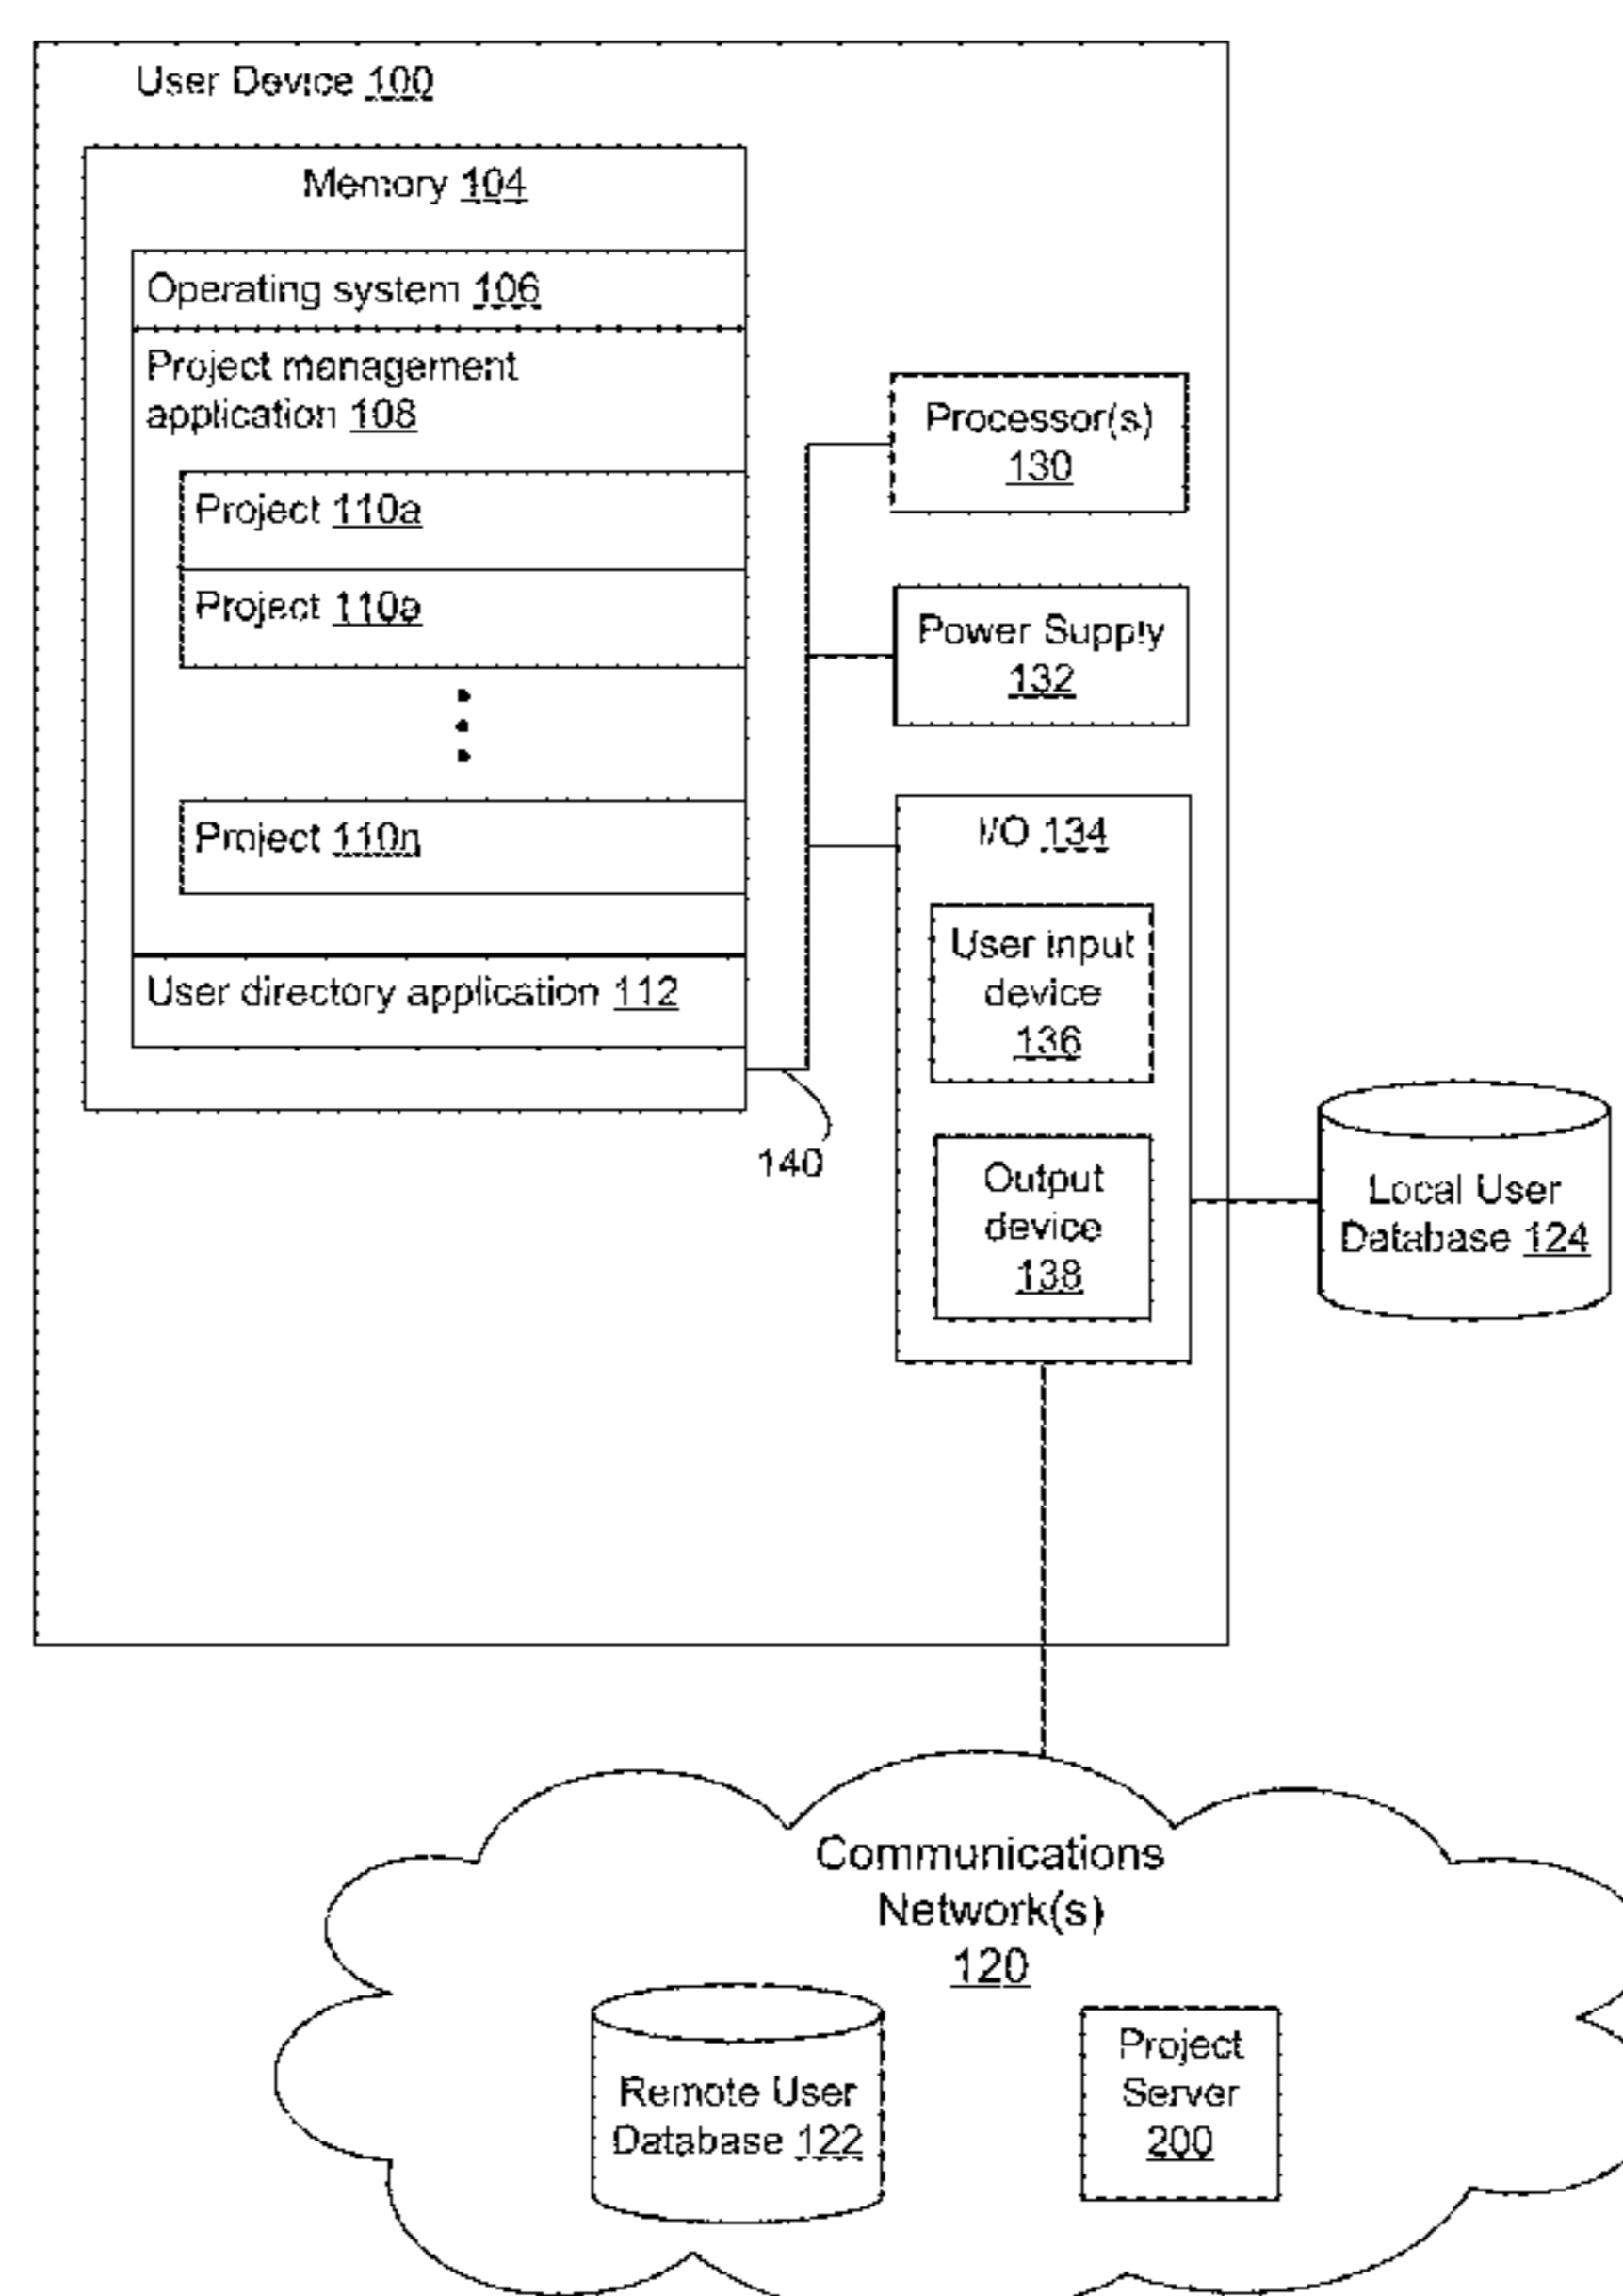 User Device 100
Memory 104
Operating system 106
Project management
application 108
Project 110a
Project 110a
Project 110n
User directory application 112
Processor(s)
130
Power Supply
132
I/O 134
User input
device
136
Output
device
138
140
Local User
Database 124
Communications
Network(s)
120
Remote User
Database 122
Project
Server
200